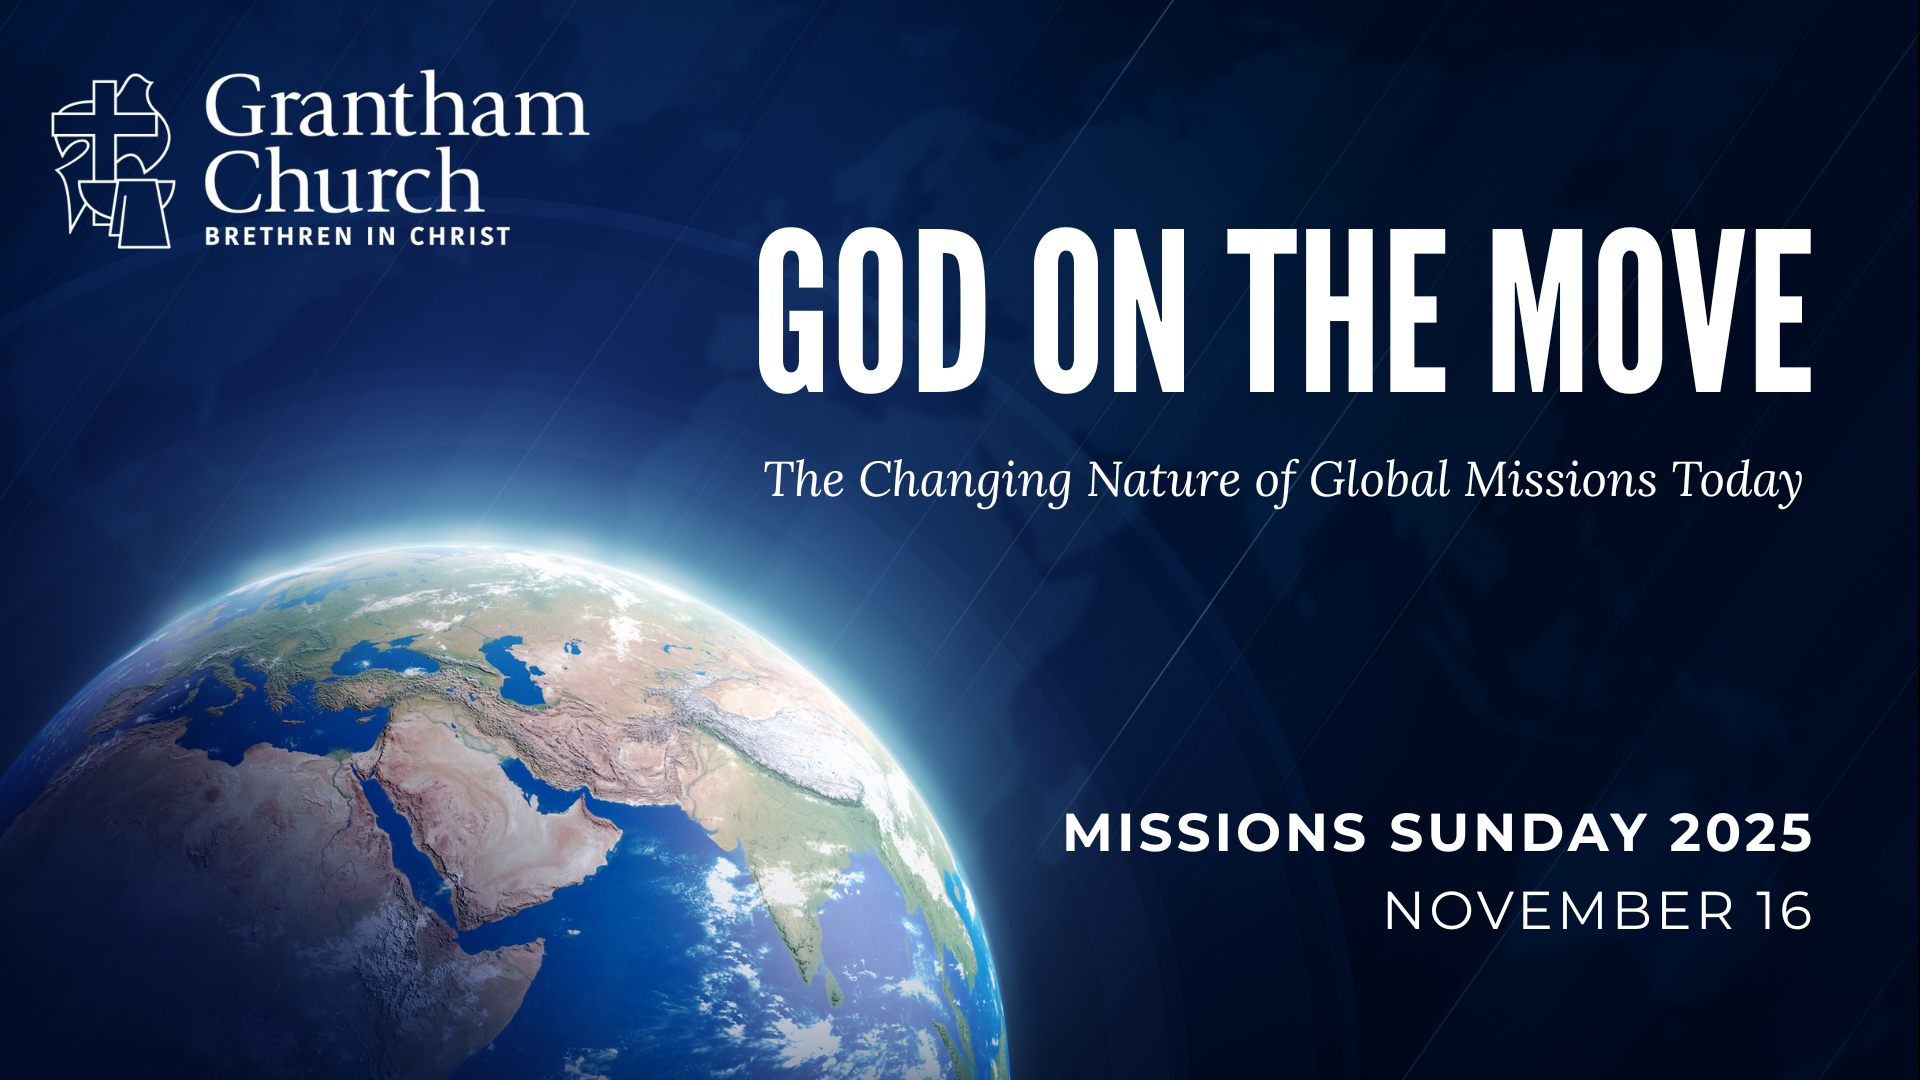 Grantham
Church
BRETHREN IN CHRIST
GOD ON THE MOVE
The Changing Nature of Global Missions Today
MISSIONS SUNDAY 2025
NOVEMBER 16